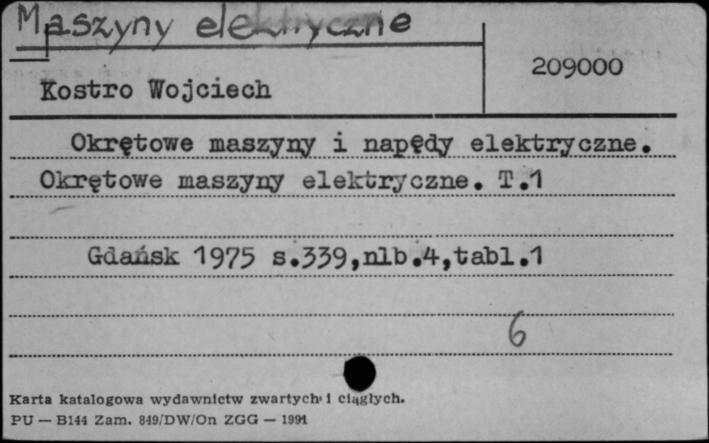 Maszyny elektryczne
209000
Kostro Wojciech
Okrętowe maszyny i napędy elektryczne.
Okrętowe maszyny elektryczne. T.1
Gdańsk 1975 s.339,nlb.4,tabl.1
6
Karta katalogowa wydawnictw zwartych i ciągłych.
PU — B144 Zam. 849/DW/On ZGG — 1991